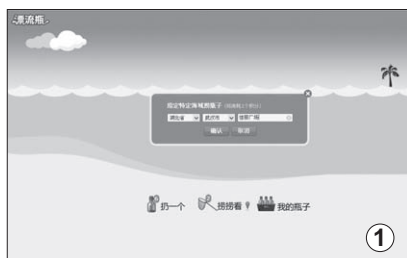 漂流瓶
给定特定海域捞瓶子
湖北省 武汉市
确认 取消
扔一个 捞捞看 我的瓶子
1